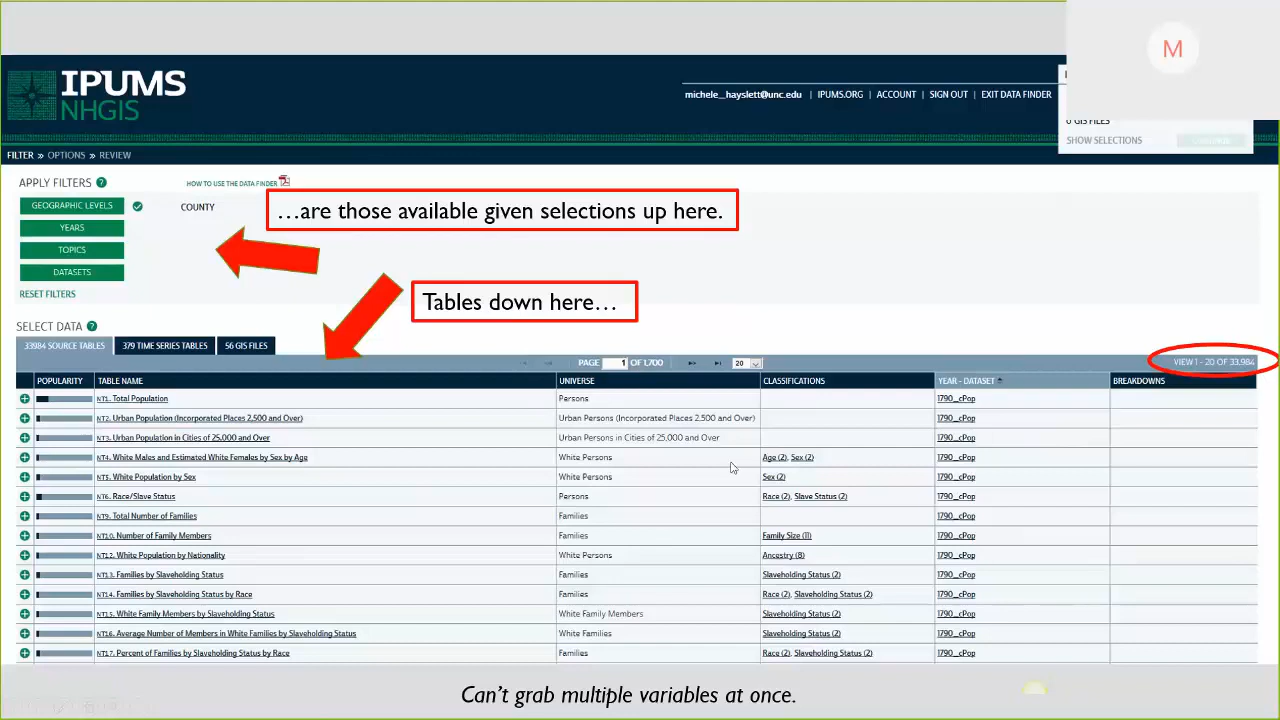 M
IPUMS
NHGIS
michele_hayslett@unc.edu | IPUMS.ORG | ACCOUNT | SIGN OUT | EXIT DATA FINDER
0 GIS FILES
SHOW SELECTIONS
FILTER » OPTIONS » REVIEW
APPLY FILTERS ?
HOW TO USE THE DATA FINDER
GEOGRAPHIC LEVELS
COUNTY
…are those available given selections up here.
YEARS
TOPICS
DATASETS
RESET FILTERS
Tables down here…
SELECT DATA ?
33984 SOURCE TABLES 379 TIME SERIES TABLES 56 GIS FILES
PAGE 1 OF 1,700 20 VIEW 1 - 20 OF 33,984
POPULARITY TABLE NAME UNIVERSE CLASSIFICATIONS YEAR - DATASET BREAKDOWNS
NT1. Total Population Persons 1790_cPop
NT2. Urban Population (Incorporated Places 2,500 and Over) Urban Persons (Incorporated Places 2,500 and Over) 1790_cPop
NT3. Urban Population in Cities of 25,000 and Over Urban Persons in Cities of 25,000 and Over 1790_cPop
NT4. White Males and Estimated White Females by Sex by Age White Persons Age (2), Sex (2) 1790_cPop
NT5. White Population by Sex White Persons Sex (2) 1790_cPop
NT6. Race/Slave Status Persons Race (2), Slave Status (2) 1790_cPop
NT9. Total Number of Families Families 1790_cPop
NT10. Number of Family Members Families Family Size (11) 1790_cPop
NT12. White Population by Nationality White Persons Ancestry (8) 1790_cPop
NT13. Families by Slaveholding Status Families Slaveholding Status (2) 1790_cPop
NT14. Families by Slaveholding Status by Race Families Race (2), Slaveholding Status (2) 1790_cPop
NT15. White Family Members by Slaveholding Status White Family Members Slaveholding Status (2) 1790_cPop
NT16. Average Number of Members in White Families by Slaveholding Status White Families Slaveholding Status (2) 1790_cPop
NT17. Percent of Families by Slaveholding Status by Race Families Race (2), Slaveholding Status (2) 1790_cPop
Can't grab multiple variables at once.